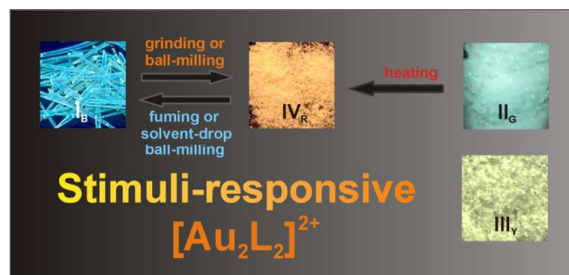 grinding or
ball-milling
heating
I_B
IV_R
II_G
fuming or
solvent-drop
ball-milling
Stimuli-responsive
[Au₂L₂]²⁺
III_Y